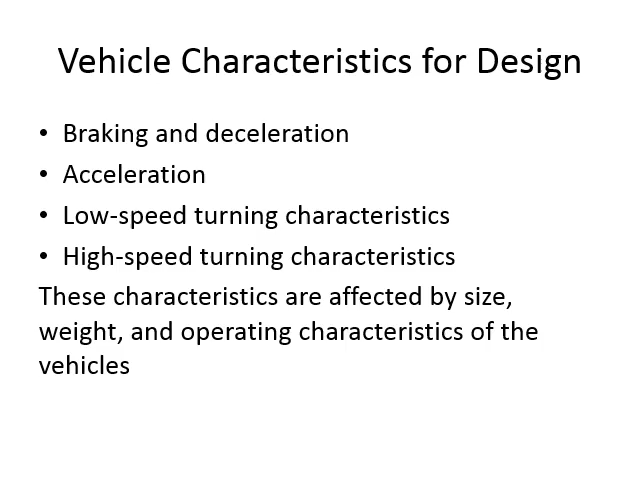 Vehicle Characteristics for Design
• Braking and deceleration
• Acceleration
• Low-speed turning characteristics
• High-speed turning characteristics
These characteristics are affected by size,
weight, and operating characteristics of the
vehicles